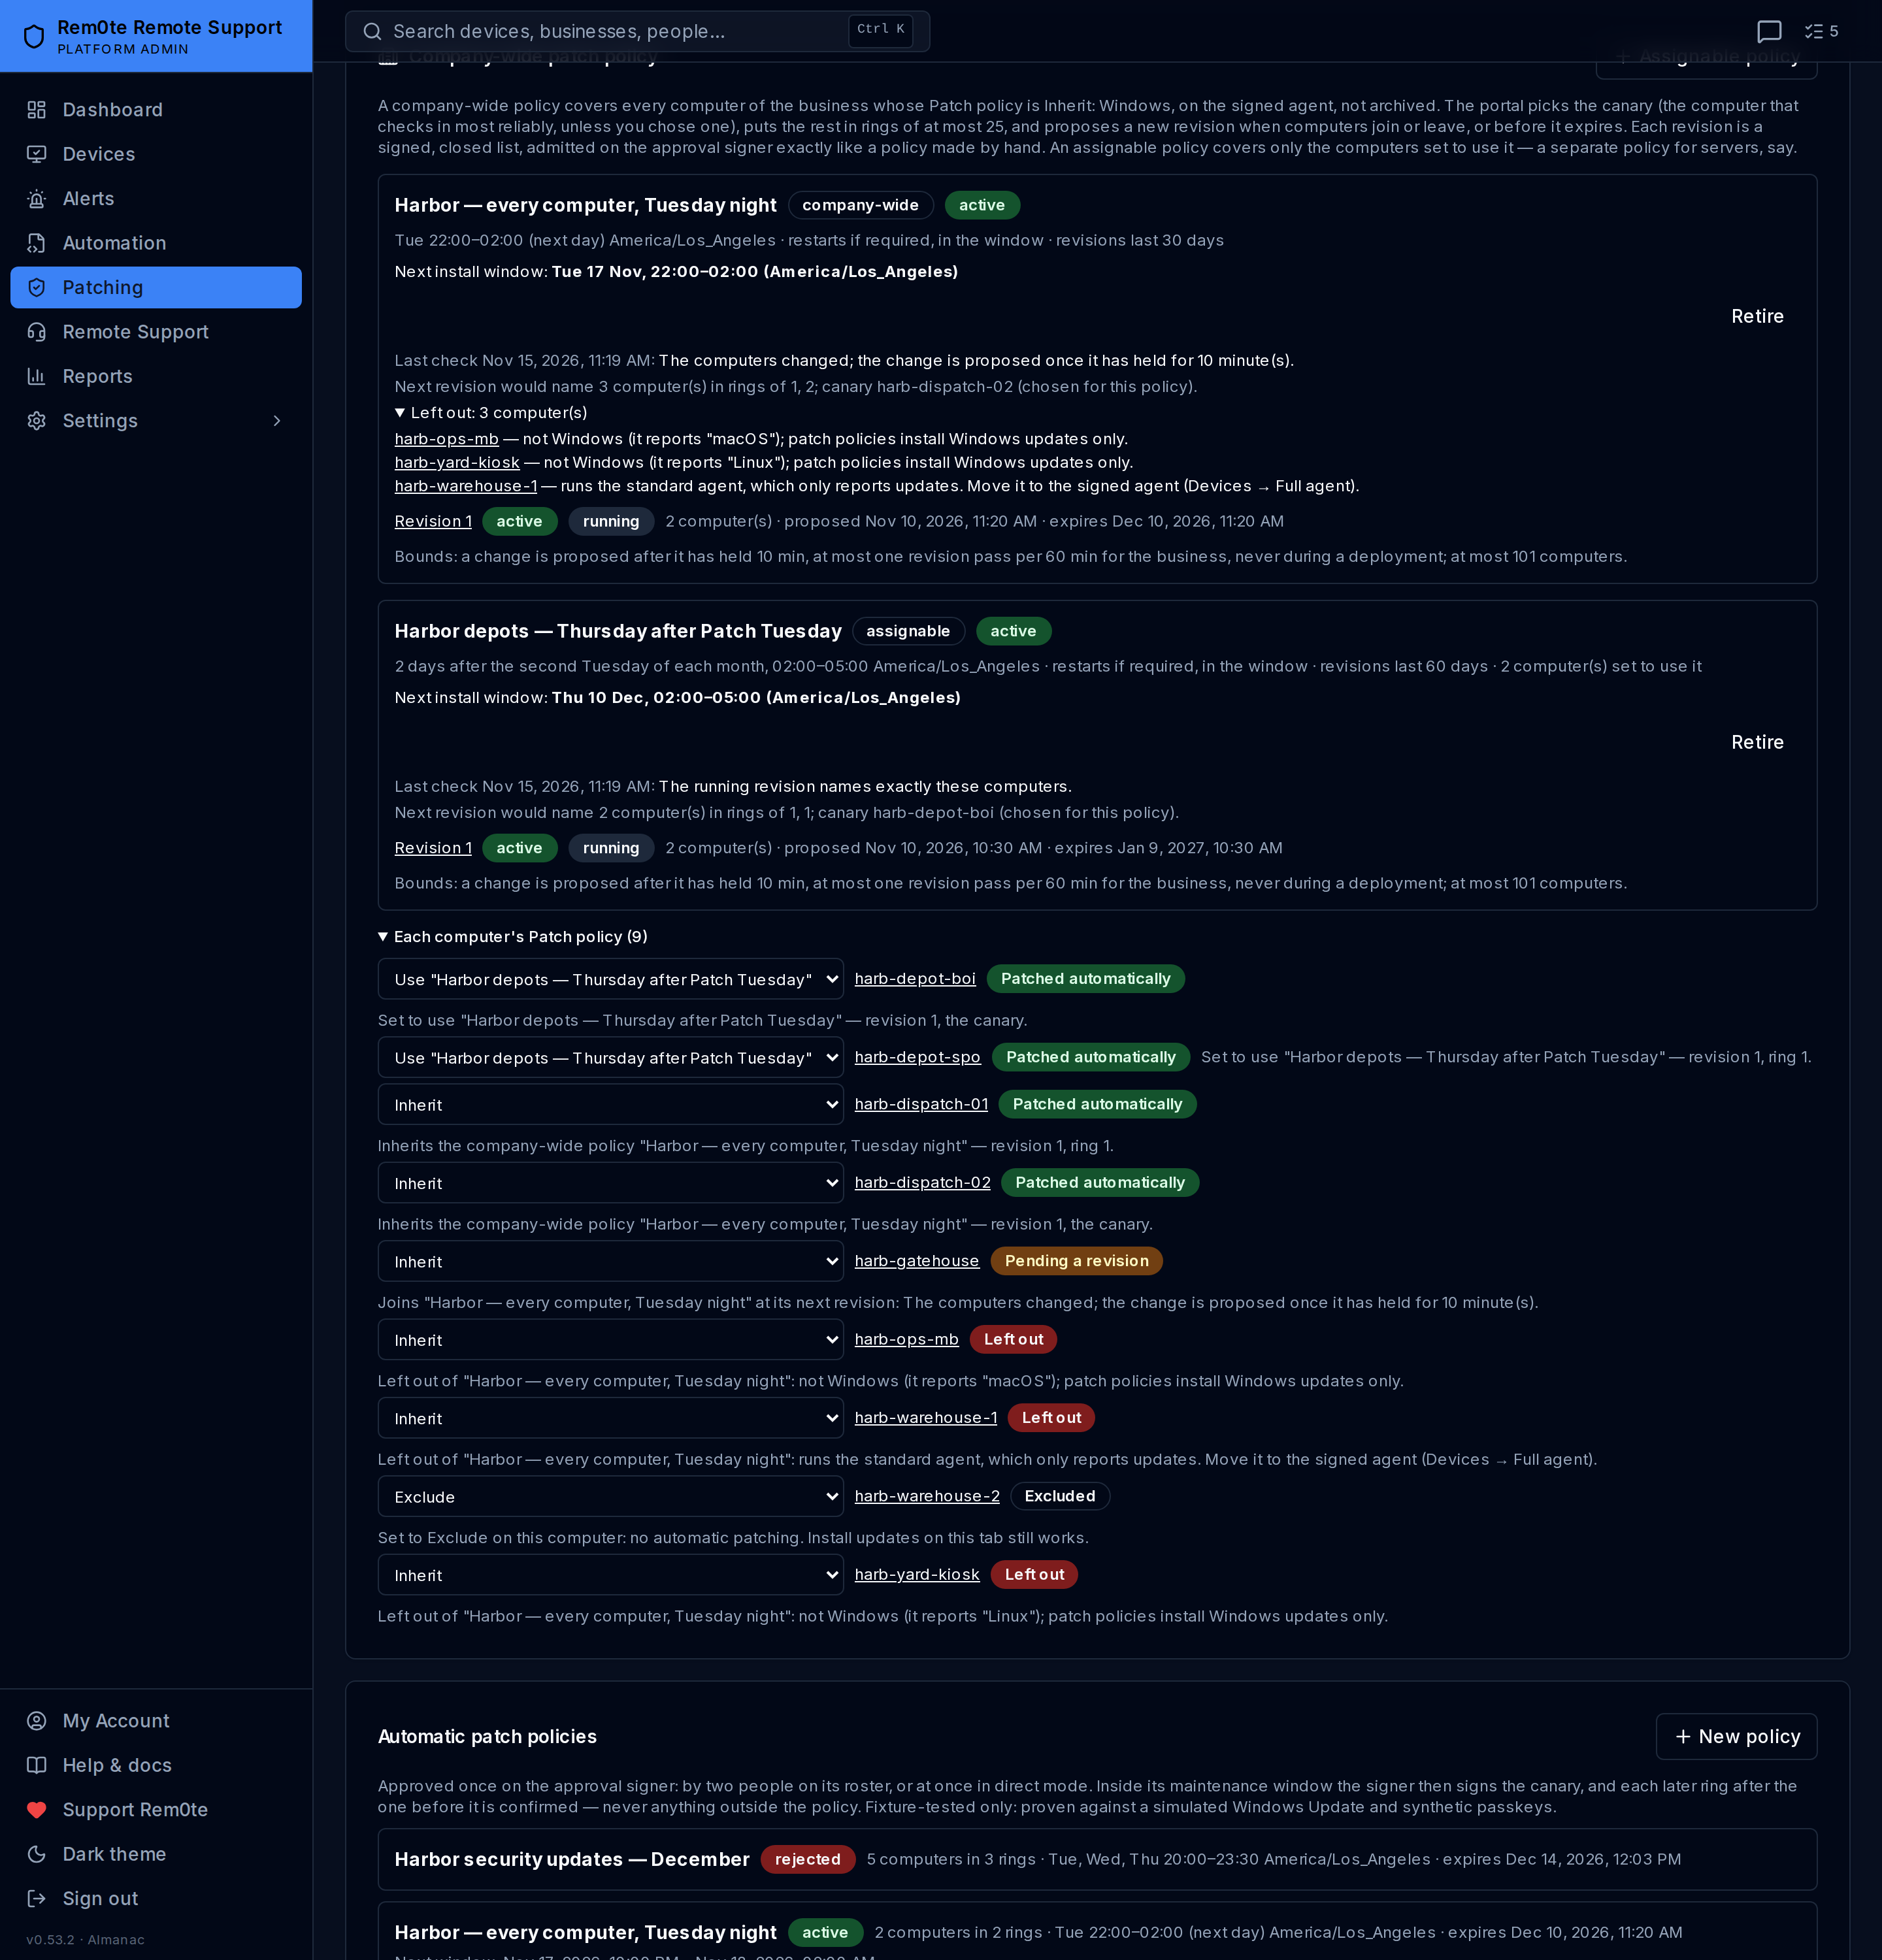 Rem0te Remote Support
PLATFORM ADMIN
Search devices, businesses, people...
Ctrl K
5
Dashboard
Devices
Alerts
Automation
Patching
Remote Support
Reports
Settings
Company-wide patch policy
+ Assignable policy
A company-wide policy covers every computer of the business whose Patch policy is Inherit: Windows, on the signed agent, not archived. The portal picks the canary (the computer that
checks in most reliably, unless you chose one), puts the rest in rings of at most 25, and proposes a new revision when computers join or leave, or before it expires. Each revision is a
signed, closed list, admitted on the approval signer exactly like a policy made by hand. An assignable policy covers only the computers set to use it — a separate policy for servers, say.
Harbor — every computer, Tuesday night company-wide active
Tue 22:00–02:00 (next day) America/Los_Angeles · restarts if required, in the window · revisions last 30 days
Next install window: Tue 17 Nov, 22:00–02:00 (America/Los_Angeles)
Retire
Last check Nov 15, 2026, 11:19 AM: The computers changed; the change is proposed once it has held for 10 minute(s).
Next revision would name 3 computer(s) in rings of 1, 2; canary harb-dispatch-02 (chosen for this policy).
▼ Left out: 3 computer(s)
harb-ops-mb — not Windows (it reports "macOS"); patch policies install Windows updates only.
harb-yard-kiosk — not Windows (it reports "Linux"); patch policies install Windows updates only.
harb-warehouse-1 — runs the standard agent, which only reports updates. Move it to the signed agent (Devices → Full agent).
Revision 1 active running 2 computer(s) · proposed Nov 10, 2026, 11:20 AM · expires Dec 10, 2026, 11:20 AM
Bounds: a change is proposed after it has held 10 min, at most one revision pass per 60 min for the business, never during a deployment; at most 101 computers.
Harbor depots — Thursday after Patch Tuesday assignable active
2 days after the second Tuesday of each month, 02:00–05:00 America/Los_Angeles · restarts if required, in the window · revisions last 60 days · 2 computer(s) set to use it
Next install window: Thu 10 Dec, 02:00–05:00 (America/Los_Angeles)
Retire
Last check Nov 15, 2026, 11:19 AM: The running revision names exactly these computers.
Next revision would name 2 computer(s) in rings of 1, 1; canary harb-depot-boi (chosen for this policy).
Revision 1 active running 2 computer(s) · proposed Nov 10, 2026, 10:30 AM · expires Jan 9, 2027, 10:30 AM
Bounds: a change is proposed after it has held 10 min, at most one revision pass per 60 min for the business, never during a deployment; at most 101 computers.
▼ Each computer's Patch policy (9)
Use "Harbor depots — Thursday after Patch Tuesday" harb-depot-boi Patched automatically
Set to use "Harbor depots — Thursday after Patch Tuesday" — revision 1, the canary.
Use "Harbor depots — Thursday after Patch Tuesday" harb-depot-spo Patched automatically Set to use "Harbor depots — Thursday after Patch Tuesday" — revision 1, ring 1.
Inherit harb-dispatch-01 Patched automatically
Inherits the company-wide policy "Harbor — every computer, Tuesday night" — revision 1, ring 1.
Inherit harb-dispatch-02 Patched automatically
Inherits the company-wide policy "Harbor — every computer, Tuesday night" — revision 1, the canary.
Inherit harb-gatehouse Pending a revision
Joins "Harbor — every computer, Tuesday night" at its next revision: The computers changed; the change is proposed once it has held for 10 minute(s).
Inherit harb-ops-mb Left out
Left out of "Harbor — every computer, Tuesday night": not Windows (it reports "macOS"); patch policies install Windows updates only.
Inherit harb-warehouse-1 Left out
Left out of "Harbor — every computer, Tuesday night": runs the standard agent, which only reports updates. Move it to the signed agent (Devices → Full agent).
Exclude harb-warehouse-2 Excluded
Set to Exclude on this computer: no automatic patching. Install updates on this tab still works.
Inherit harb-yard-kiosk Left out
Left out of "Harbor — every computer, Tuesday night": not Windows (it reports "Linux"); patch policies install Windows updates only.
Automatic patch policies
+ New policy
Approved once on the approval signer: by two people on its roster, or at once in direct mode. Inside its maintenance window the signer then signs the canary, and each later ring after the
one before it is confirmed — never anything outside the policy. Fixture-tested only: proven against a simulated Windows Update and synthetic passkeys.
Harbor security updates — December rejected 5 computers in 3 rings · Tue, Wed, Thu 20:00–23:30 America/Los_Angeles · expires Dec 14, 2026, 12:03 PM
Harbor — every computer, Tuesday night active 2 computers in 2 rings · Tue 22:00–02:00 (next day) America/Los_Angeles · expires Dec 10, 2026, 11:20 AM
My Account
Help & docs
Support Rem0te
Dark theme
Sign out
v0.53.2 · Almanac